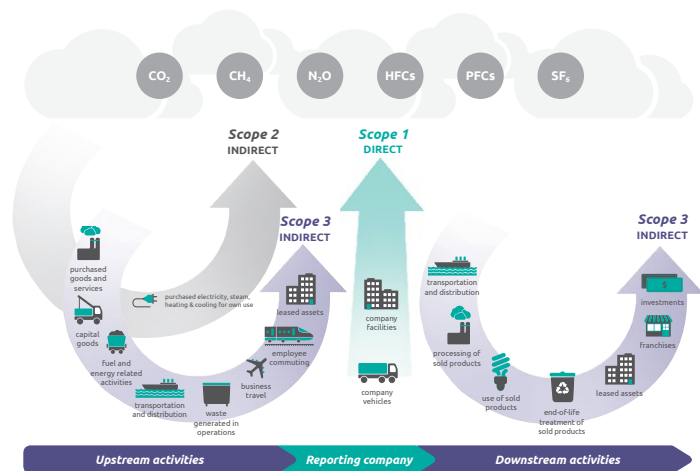 CO₂
CH₄
N₂O
HFCs
PFCs
SF₆
Scope 2
INDIRECT
Scope 1
DIRECT
Scope 3
INDIRECT
Scope 3
INDIRECT
purchased
goods and
services
purchased electricity, steam,
heating & cooling for own use
capital
goods
fuel and
energy related
activities
transportation
and distribution
waste
generated in
operations
business
travel
employee
commuting
leased assets
company
facilities
company
vehicles
transportation
and distribution
processing of
sold products
use of sold
products
end-of-life
treatment of
sold products
leased assets
franchises
investments
$
Upstream activities
Reporting company
Downstream activities